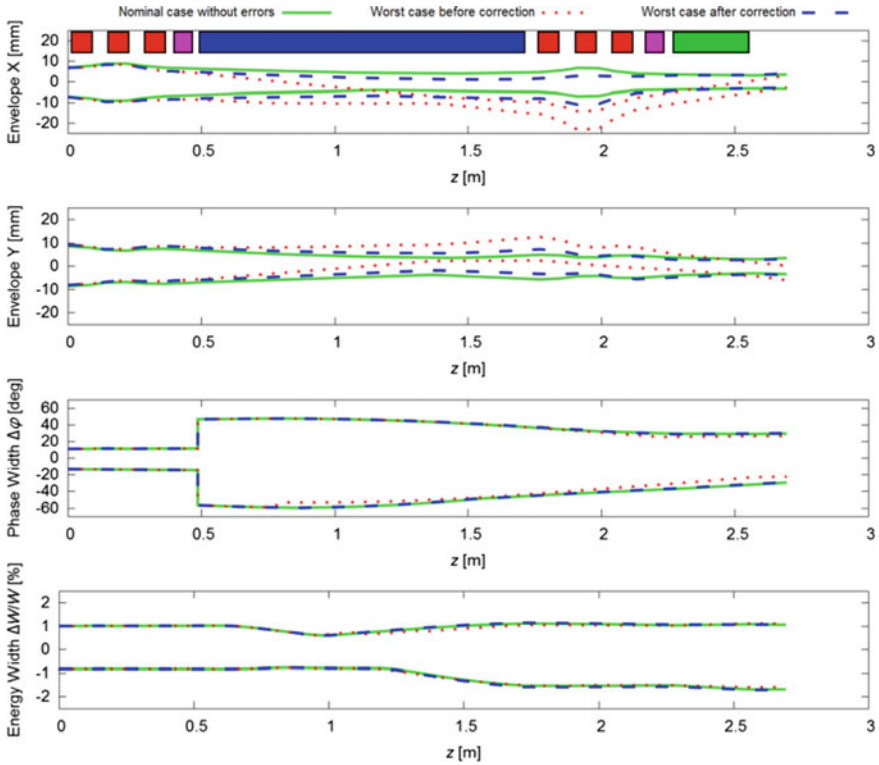 Nominal case without errors Worst case before correction Worst case after correction
Envelope X [mm]
20
10
0
-10
-20
0 0.5 1 1.5 2 2.5 3
z [m]
Envelope Y [mm]
20
10
0
-10
-20
0 0.5 1 1.5 2 2.5 3
z [m]
Phase Width Δφ [deg]
60
40
20
0
-20
-40
-60
0 0.5 1 1.5 2 2.5 3
z [m]
Energy Width ΔW/W [%]
2
1
0
-1
-2
0 0.5 1 1.5 2 2.5 3
z [m]